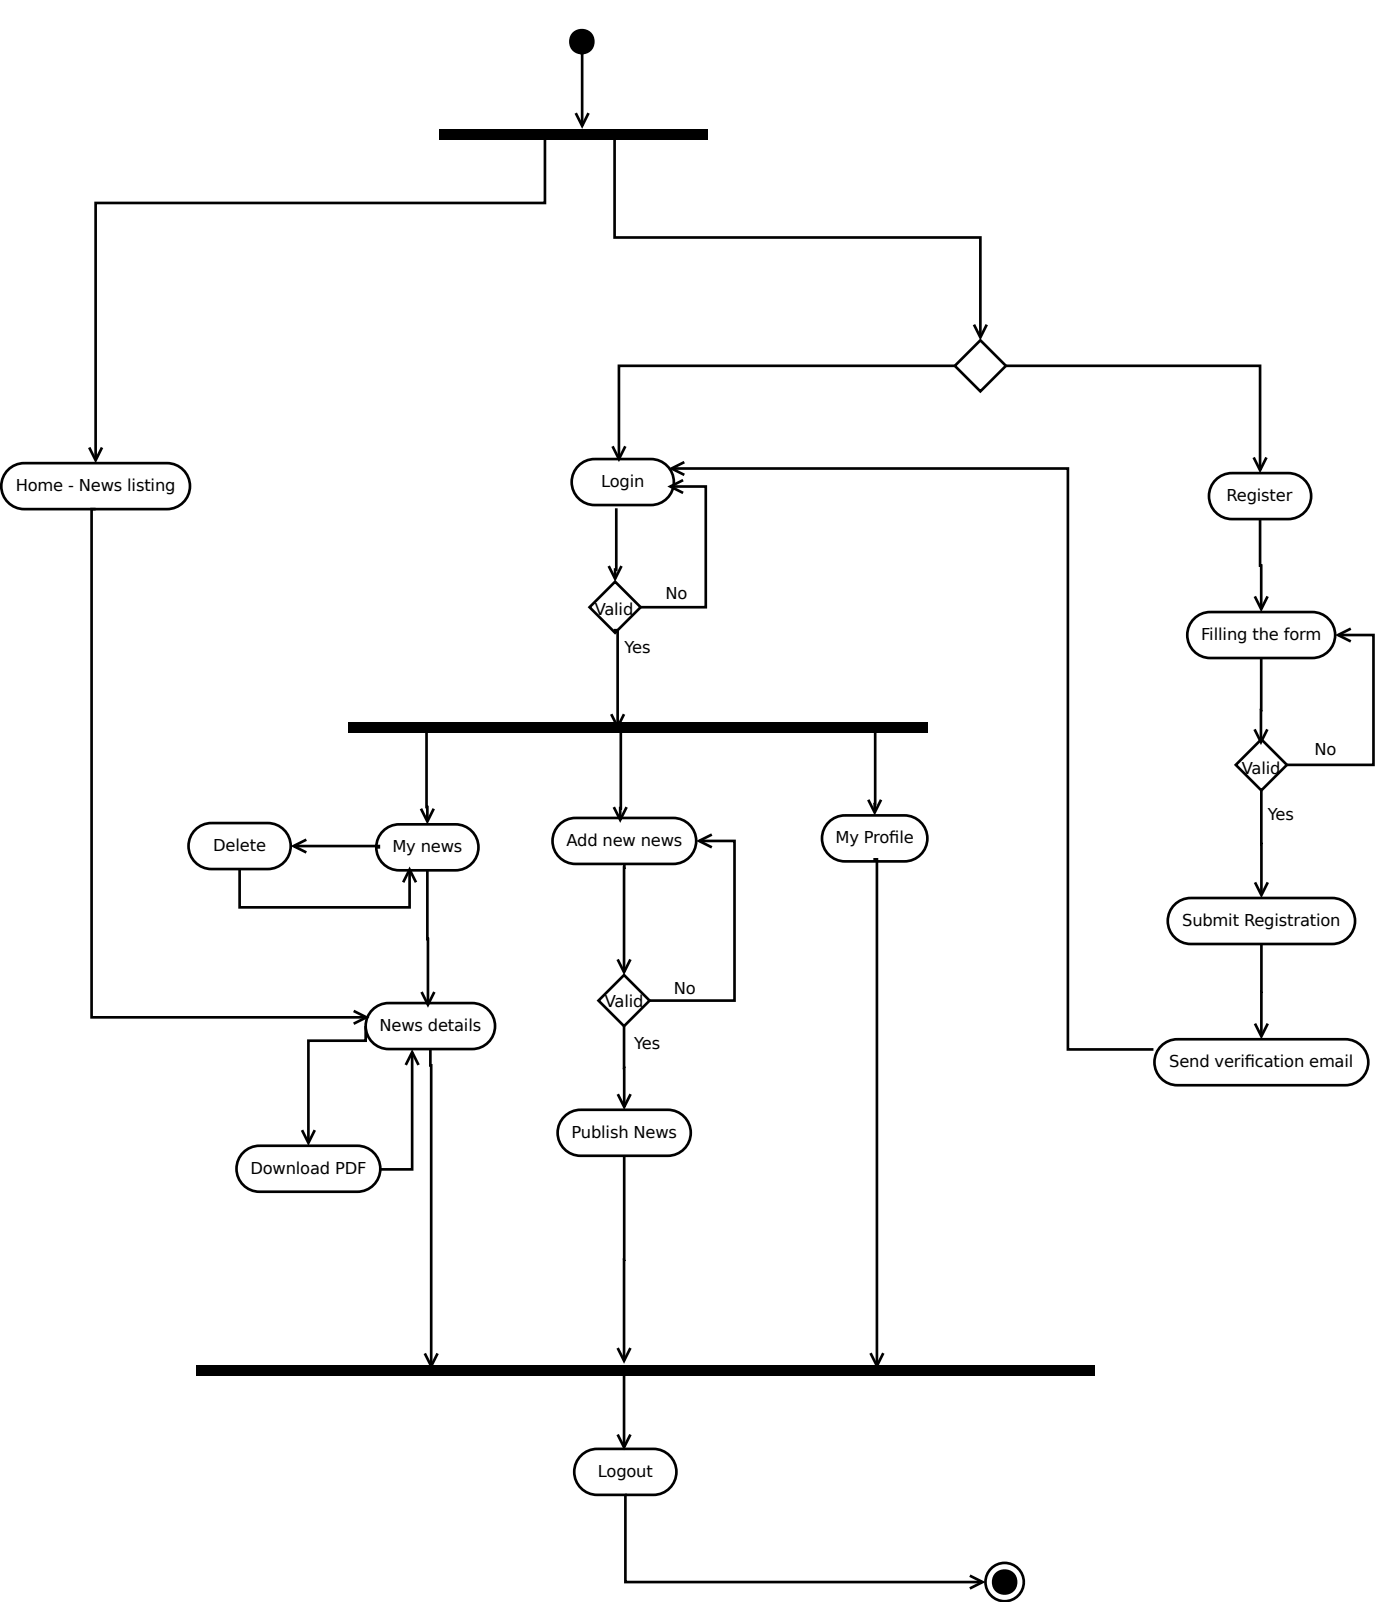 Home - News listing
Login
Register
Valid
No
Yes
Filling the form
Valid
No
Yes
Delete
My news
Add new news
My Profile
Submit Registration
Valid
No
Yes
News details
Send verification email
Publish News
Download PDF
Logout